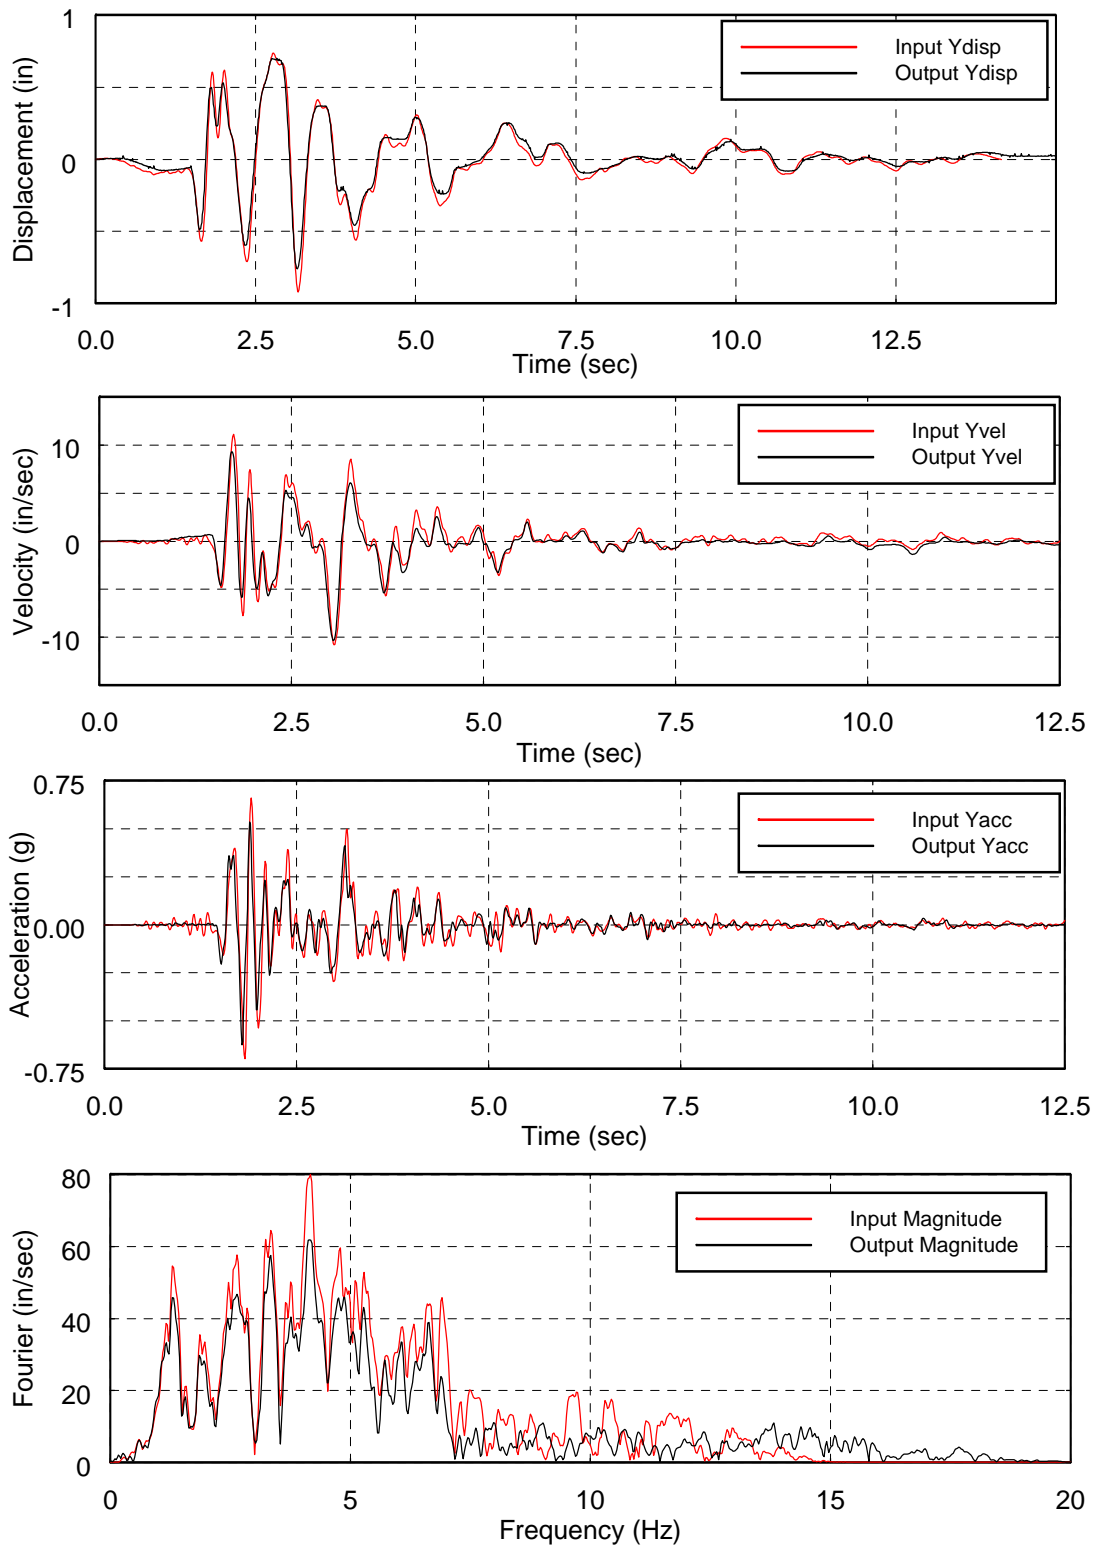 Displacement (in)
1
0
-1
Input Ydisp
Output Ydisp
0.0 2.5 5.0 7.5 10.0 12.5
Time (sec)
Velocity (in/sec)
10
0
-10
Input Yvel
Output Yvel
0.0 2.5 5.0 7.5 10.0 12.5
Time (sec)
Acceleration (g)
0.75
0.00
-0.75
Input Yacc
Output Yacc
0.0 2.5 5.0 7.5 10.0 12.5
Time (sec)
Fourier (in/sec)
80
60
40
20
0
Input Magnitude
Output Magnitude
0 5 10 15 20
Frequency (Hz)